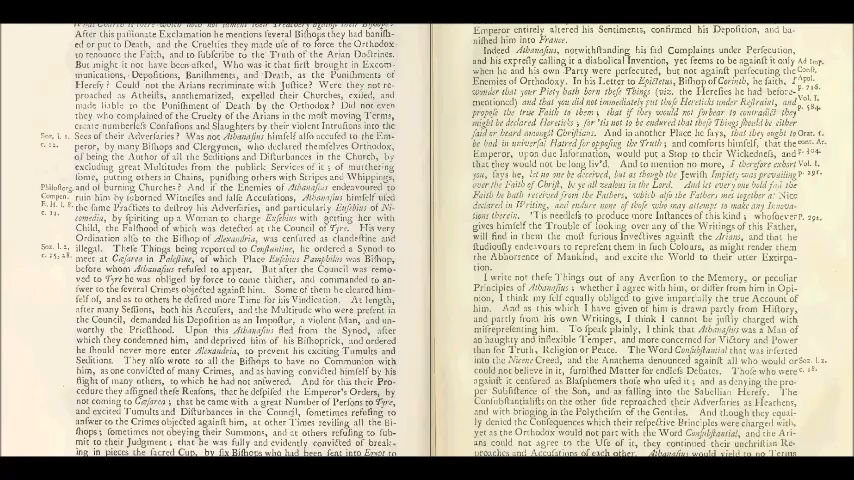 After this passionate Exclamation he mentions several Bishops they had banish-
ed or put to Death, and the Cruelties they made use of to force the Orthodox
to renounce the Faith, and to subscribe to the Truth of the Arian Doctrines.
But might it not have been asked, Who was it that first brought in Excom-
munications, Depositions, Banishments, and Death, as the Punishments of
Heresy? Could not the Arians recriminate with Justice? Were they not re-
proached as Atheists, anathematized, expelled their Churches, exiled, and
made liable to the Punishment of Death by the Orthodox? Did not even
they who complained of the Cruelty of the Arians in the most moving Terms,
create numberless Confusions and Slaughters by their violent Intrusions into the
Soz. l. 2.
Sees of their Adversaries? Was not Athanasius himself also accused to the Em-
peror, by many Bishops and Clergymen, who declared themselves Orthodox,
of being the Author of all the Seditions and Disturbances in the Church, by
excluding great Multitudes from the publick Services of it; of murthering
some, putting others in Chains, punishing others with Stripes and Whippings,
Philostorg.
and of burning Churches? And if the Enemies of Athanasius endeavoured to
Compen.
ruin him by suborned Witnesses and false Accusations, Athanasius himself used
the same Practices to destroy his Adversaries, and particularly Eusebius of Ni-
comedia, by spiriting up a Woman to charge Eusebius with getting her with
Child, the Falshood of which was detected at the Council of Tyre. His very
Ordination also to the Bishop of Alexandria, was censured as clandestine and
Soz. l. 2.
illegal. These Things being reported to Constantine, he ordered a Synod to
c. 25, 28.
meet at Cæsarea in Palestine, of which Place Eusebius Pamphilus was Bishop,
before whom Athanasius refused to appear. But after the Council was remo-
ved to Tyre he was obliged by force to come thither, and commanded to an-
swer to the several Crimes objected against him. Some of them he cleared him-
self of, and as to others he desired more Time for his Vindication. At length,
after many Sessions, both his Accusers, and the Multitude who were present in
the Council, demanded his Deposition as an Impostor, a violent Man, and un-
worthy the Priesthood. Upon this Athanasius fled from the Synod, after
which they condemned him, and deprived him of his Bishoprick, and ordered
he should never more enter Alexandria, to prevent his exciting Tumults and
Seditions. They also wrote to all the Bishops to have no Communion with
him, as one convicted of many Crimes, and as having convicted himself by his
flight of many others, to which he had not answered. And for this their Pro-
cedure they assigned these Reasons, that he despised the Emperor's Orders, by
not coming to Cæsarea; that he came with a great Number of Persons to Tyre,
and excited Tumults and Disturbances in the Council, sometimes refusing to
answer to the Crimes objected against him, at other Times reviling all the Bi-
shops; sometimes not obeying their Summons, and at others refusing to sub-
mit to their Judgment; that he was fully and evidently convicted of break-
ing in pieces the sacred Cup, by six Bishops who had been sent into Egypt to
Emperor entirely altered his Sentiments, confirmed his Deposition, and ba-
nished him into France.
Indeed Athanasius, notwithstanding his sad Complaints under Persecution,
and his expresly calling it a diabolical Invention, yet seems to be against it only
when he and his own Party were persecuted, but not against persecuting the
Enemies of Orthodoxy. In his Letter to Epictetus, Bishop of Corinth, he saith, I
wonder that your Piety hath born these Things (viz. the Heresies he had before-
mentioned) and that you did not immediately put those Hereticks under Restraint, and
propose the true Faith to them; that if they would not forbear to contradict they
might be declared Hereticks; for 'tis not to be endured that these Things should be either
said or heard amongst Christians. And in another Place he says, that they ought to
be had in universal Hatred for opposing the Truth; and comforts himself, that the
Emperor, upon due Information, would put a Stop to their Wickedness, and
that they would not be long liv'd. And to mention no more, I therefore exhort
you, says he, let no one be deceived, but as though the Jewish Impiety was prevailing
over the Faith of Christ, be ye all zealous in the Lord. And let every one hold fast the
Faith he hath received from the Fathers, which also the Fathers met together at Nice
declared in Writing, and endure none of those who may attempt to make any Innova-
tions therein. 'Tis needless to produce more Instances of this kind; whosoever
gives himself the Trouble of looking over any of the Writings of this Father,
will find in them the most furious Invectives against the Arians, and that he
studiously endeavours to represent them in such Colours, as might render them
the Abhorrence of Mankind, and excite the World to their utter Extirpa-
tion.
I write not these Things out of any Aversion to the Memory, or peculiar
Principles of Athanasius; whether I agree with him, or differ from him in Opi-
nion, I think my self equally obliged to give impartially the true Account of
him. And as this which I have given of him is drawn partly from History,
and partly from his own Writings, I think I cannot be justly charged with
misrepresenting him. To speak plainly, I think that Athanasius was a Man of
an haughty and inflexible Temper, and more concerned for Victory and Power
than for Truth, Religion or Peace. The Word Consubstantial that was inserted
into the Nicene Creed, and the Anathema denounced against all who would or
could not believe in it, furnished Matter for endless Debates. Those who were
against it censured as Blasphemers those who used it; and as denying the pro-
per Subsistence of the Son, and as falling into the Sabellian Heresy. The
Consubstantialists on the other side reproached their Adversaries as Heathens,
and with bringing in the Polytheism of the Gentiles. And though they equal-
ly denied the Consequences which their respective Principles were charged with,
yet as the Orthodox would not part with the Word Consubstantial, and the Ari-
ans could not agree to the Use of it, they continued their unchristian Re-
proaches and Accusations of each other. Athanasius would yield to no Terms